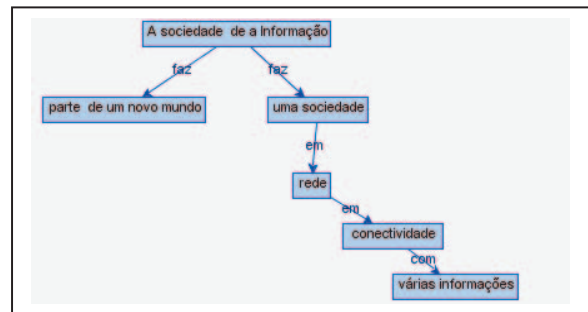 A sociedade de a Informação
faz faz
parte de um novo mundo uma sociedade
em
rede
em
conectividade
com
várias informações